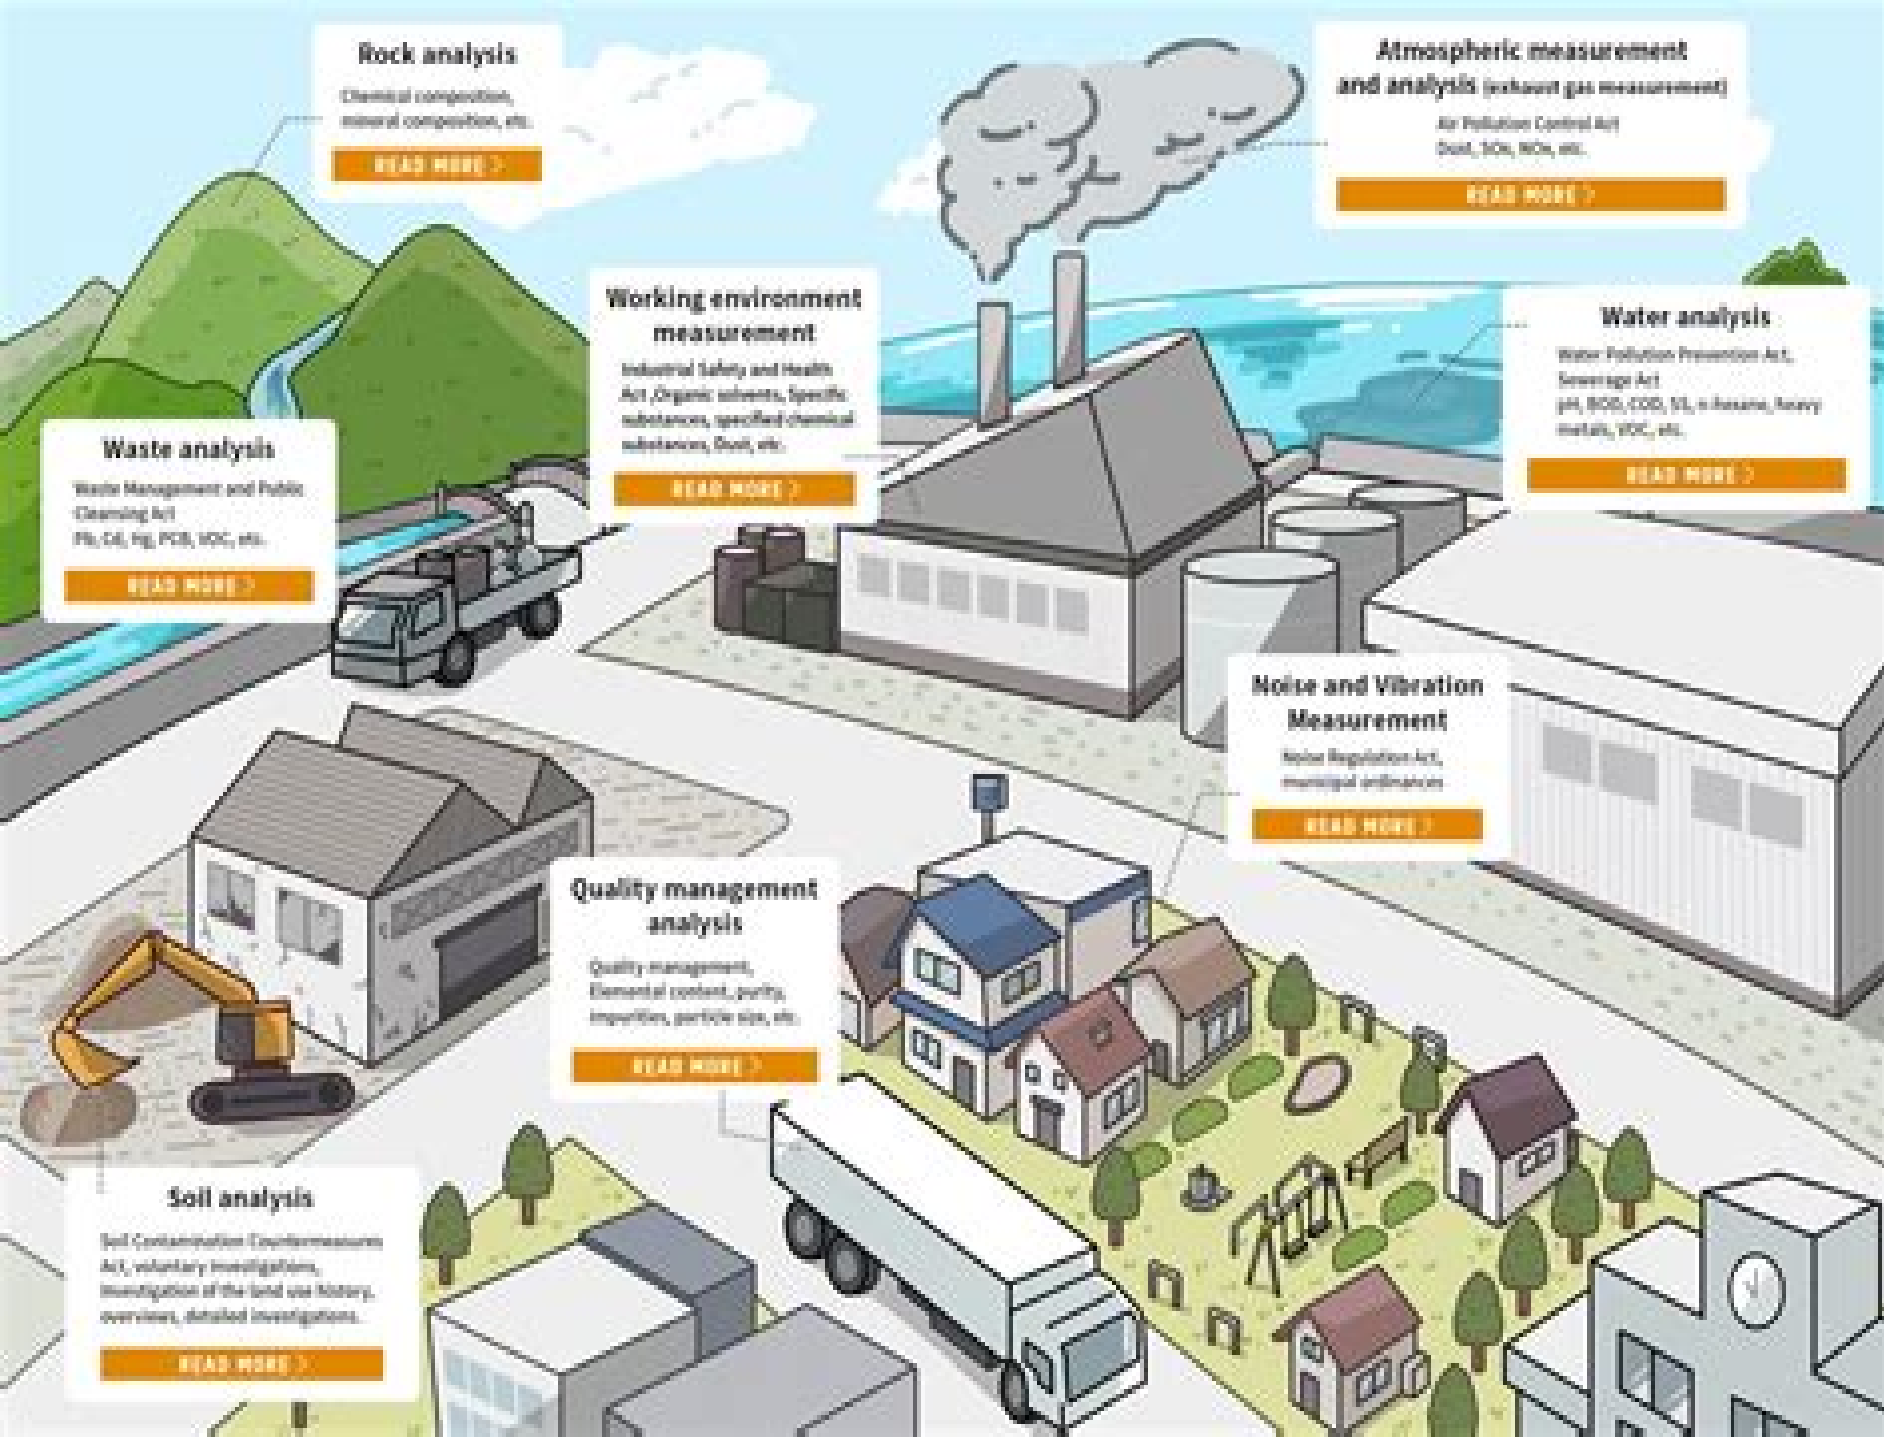 Rock analysis
Chemical composition,
mineral composition, etc.
READ MORE >
Atmospheric measurement
and analysis (exhaust gas measurement)
Air Pollution Control Act
Dust, SOx, NOx, etc.
READ MORE >
Working environment
measurement
Industrial Safety and Health
Act ,Organic solvents, Specific
substances, specified chemical
substances, Dust, etc.
READ MORE >
Water analysis
Water Pollution Prevention Act,
Sewerage Act
pH, BOD, COD, SS, n-hexane, heavy
metals, VOC, etc.
READ MORE >
Waste analysis
Waste Management and Public
Cleansing Act
Pb, Cd, Hg, PCB, VOC, etc.
READ MORE >
Noise and Vibration
Measurement
Noise Regulation Act,
municipal ordinances
READ MORE >
Quality management
analysis
Quality management,
Elemental content, purity,
impurities, particle size, etc.
READ MORE >
Soil analysis
Soil Contamination Countermeasures
Act, voluntary investigations,
investigation of the land use history,
overviews, detailed investigations.
READ MORE >